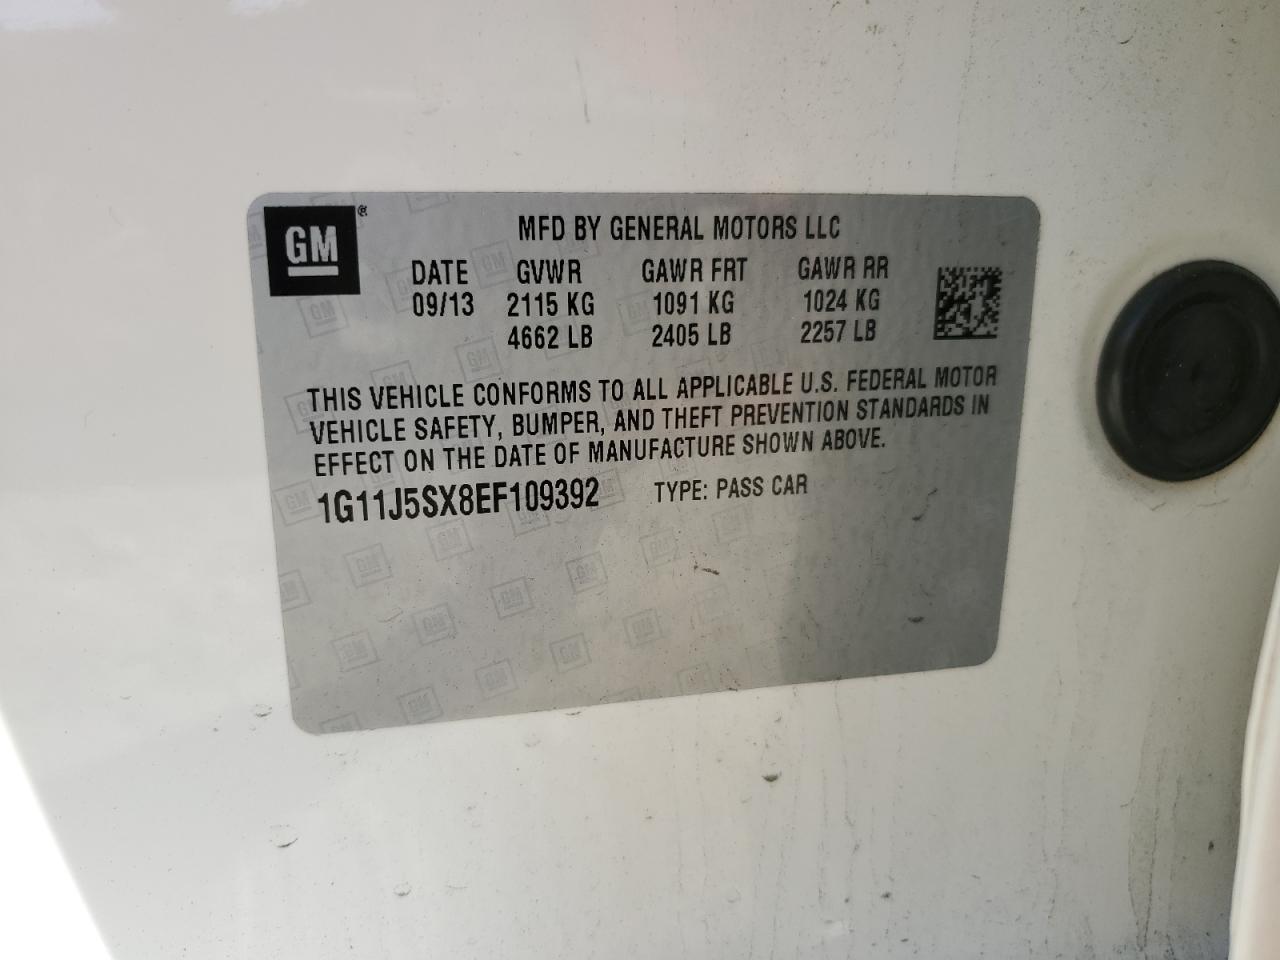 GM ®
MFD BY GENERAL MOTORS LLC
DATE GVWR GAWR FRT GAWR RR
09/13 2115 KG 1091 KG 1024 KG
4662 LB 2405 LB 2257 LB
THIS VEHICLE CONFORMS TO ALL APPLICABLE U.S. FEDERAL MOTOR
VEHICLE SAFETY, BUMPER, AND THEFT PREVENTION STANDARDS IN
EFFECT ON THE DATE OF MANUFACTURE SHOWN ABOVE.
1G11J5SX8EF109392 TYPE: PASS CAR